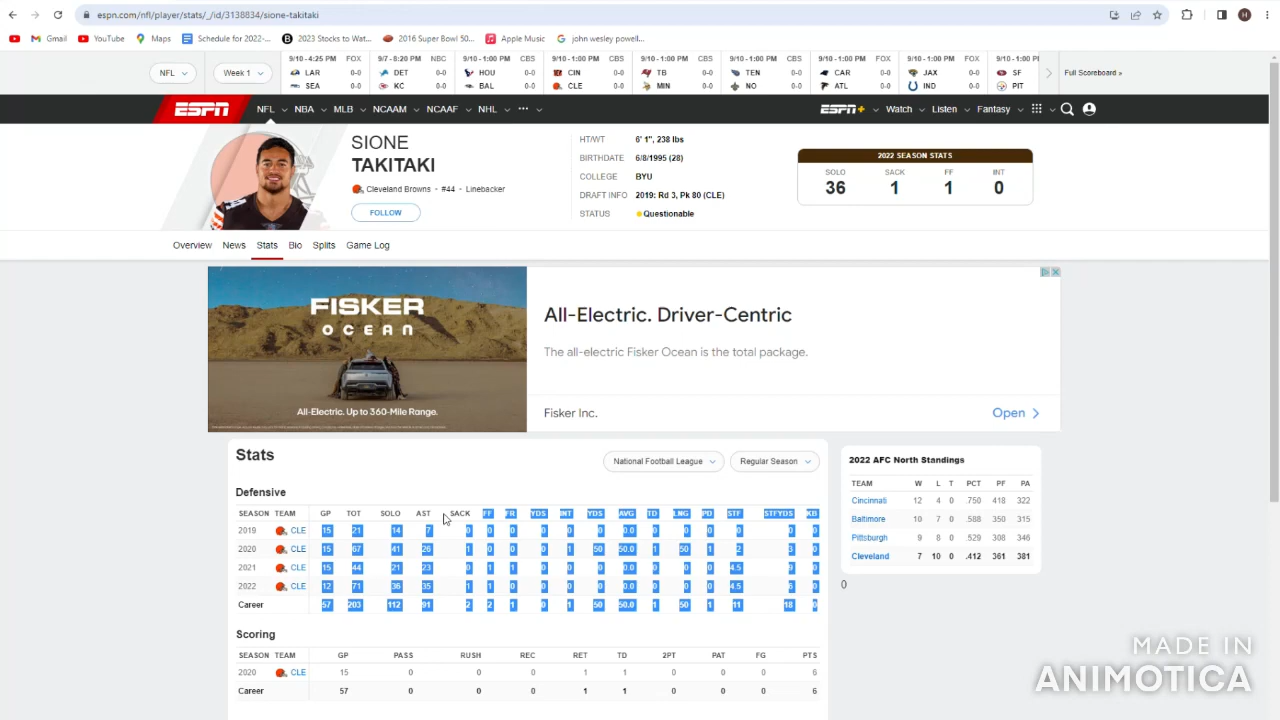 espn.com/nfl/player/stats/_/id/3138834/sione-takitaki
H
Gmail YouTube Maps Schedule for 2022-... 2023 Stocks to Wat... 2016 Super Bowl 50... Apple Music john wesley powell...
NFL Week 1
9/10 - 4:25 PM FOX
LAR 0-0
SEA 0-0
9/7 - 8:20 PM NBC
DET 0-0
KC 0-0
9/10 - 1:00 PM CBS
HOU 0-0
BAL 0-0
9/10 - 1:00 PM CBS
CIN 0-0
CLE 0-0
9/10 - 1:00 PM CBS
TB 0-0
MIN 0-0
9/10 - 1:00 PM CBS
TEN 0-0
NO 0-0
9/10 - 1:00 PM FOX
CAR 0-0
ATL 0-0
9/10 - 1:00 PM FOX
JAX 0-0
IND 0-0
9/10 - 1:00 PI
SF
PIT
Full Scoreboard »
ESPN NFL NBA MLB NCAAM NCAAF NHL ••• ESPN+ Watch Listen Fantasy
SIONE
TAKITAKI
Cleveland Browns • #44 • Linebacker
FOLLOW
HT/WT 6' 1", 238 lbs
BIRTHDATE 6/8/1995 (28)
COLLEGE BYU
DRAFT INFO 2019: Rd 3, Pk 80 (CLE)
STATUS Questionable
2022 SEASON STATS
SOLO SACK FF INT
36 1 1 0
Overview News Stats Bio Splits Game Log
FISKER
OCEAN
All-Electric. Up to 360-Mile Range.
All-Electric. Driver-Centric
The all-electric Fisker Ocean is the total package.
Fisker Inc. Open
Stats
National Football League Regular Season
Defensive
SEASON TEAM GP TOT SOLO AST SACK FF FR YDS INT YDS AVG TD LNG PD STF STFYDS KB
2019 CLE 15 21 14 7 0 0 0 0 0 0 0.0 0 0 0 0 0 0
2020 CLE 15 67 41 26 1 0 0 0 1 50 50.0 1 50 1 2 3 0
2021 CLE 15 44 21 23 0 1 1 0 0 0 0.0 0 0 0 4.5 9 0
2022 CLE 12 71 36 35 1 1 0 0 0 0 0.0 0 0 0 4.5 6 0
Career 57 203 112 91 2 2 1 0 1 50 50.0 1 50 1 11 18 0
Scoring
SEASON TEAM GP PASS RUSH REC RET TD 2PT PAT FG PTS
2020 CLE 15 0 0 0 1 1 0 0 0 6
Career 57 0 0 0 1 1 0 0 0 6
2022 AFC North Standings
TEAM W L T PCT PF PA
Cincinnati 12 4 0 .750 418 322
Baltimore 10 7 0 .588 350 315
Pittsburgh 9 8 0 .529 308 346
Cleveland 7 10 0 .412 361 381
0
MADE IN
ANIMOTICA